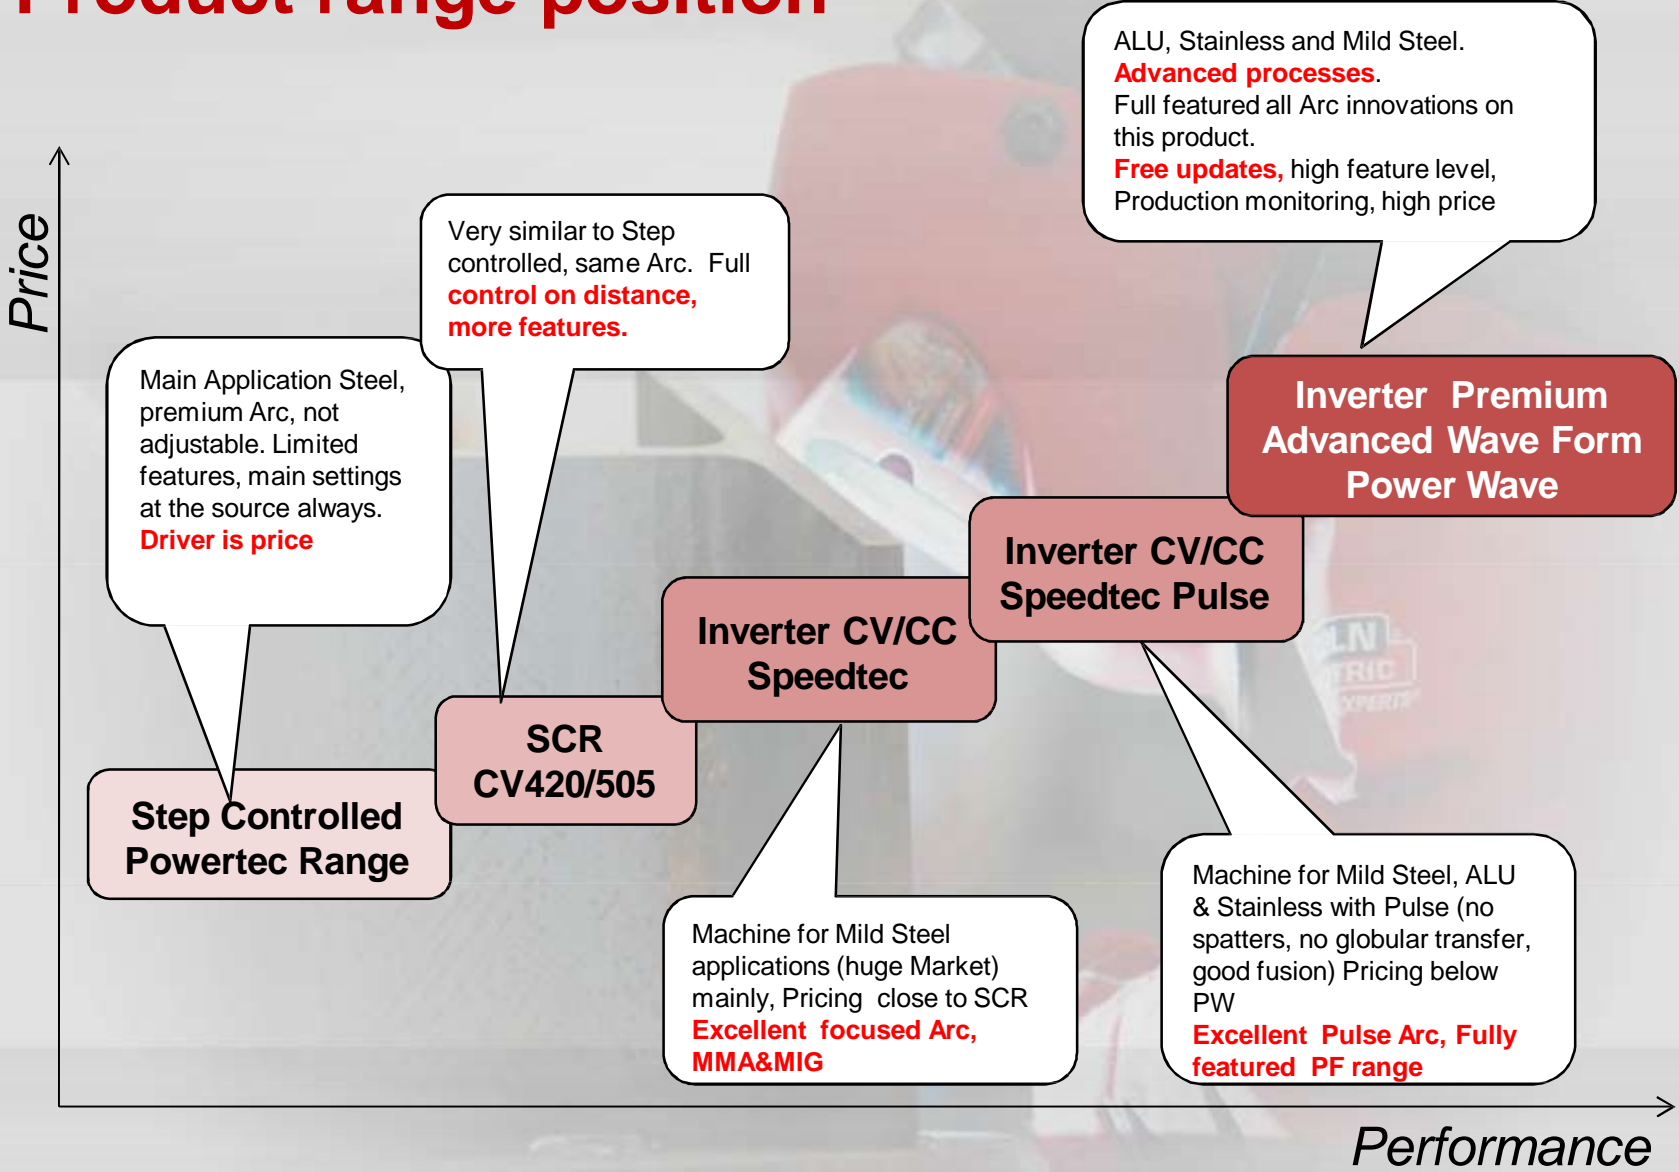 Product range position
ALU, Stainless and Mild Steel.
Advanced processes.
Full featured all Arc innovations on
this product.
Free updates, high feature level,
Production monitoring, high price
Price
Very similar to Step
controlled, same Arc.  Full
control on distance,
more features.
Main Application Steel,
premium Arc, not
adjustable. Limited
features, main settings
at the source always.
Driver is price
Inverter  Premium
Advanced Wave Form
Power Wave
Inverter CV/CC
Speedtec Pulse
Inverter CV/CC
Speedtec
SCR
CV420/505
Step Controlled
Powertec Range
Machine for Mild Steel
applications (huge Market)
mainly, Pricing  close to SCR
Excellent  focused Arc,
MMA&MIG
Machine for Mild Steel, ALU
& Stainless with Pulse (no
spatters, no globular transfer,
good fusion) Pricing below
PW
Excellent  Pulse Arc, Fully
featured  PF range
Performance
LN
TRIC
XPERTS